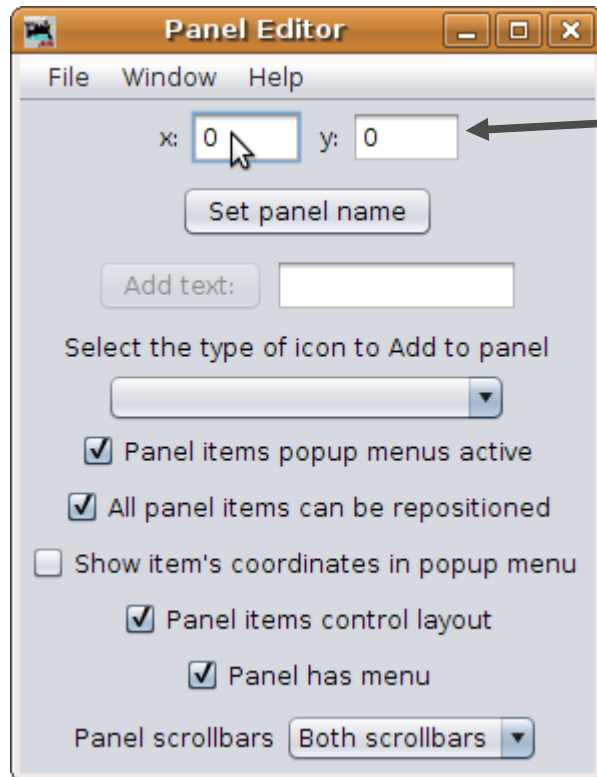 Panel Editor
File Window Help
x: 0 y: 0
Set panel name
Add text:
Select the type of icon to Add to panel
Panel items popup menus active
All panel items can be repositioned
Show item's coordinates in popup menu
Panel items control layout
Panel has menu
Panel scrollbars Both scrollbars